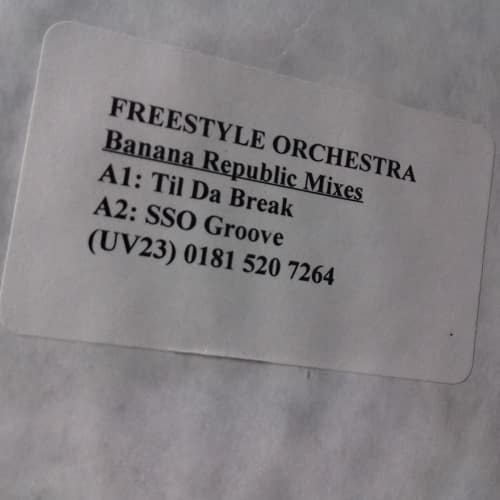 FREESTYLE ORCHESTRA
Banana Republic Mixes
A1: Til Da Break
A2: SSO Groove
(UV23) 0181 520 7264